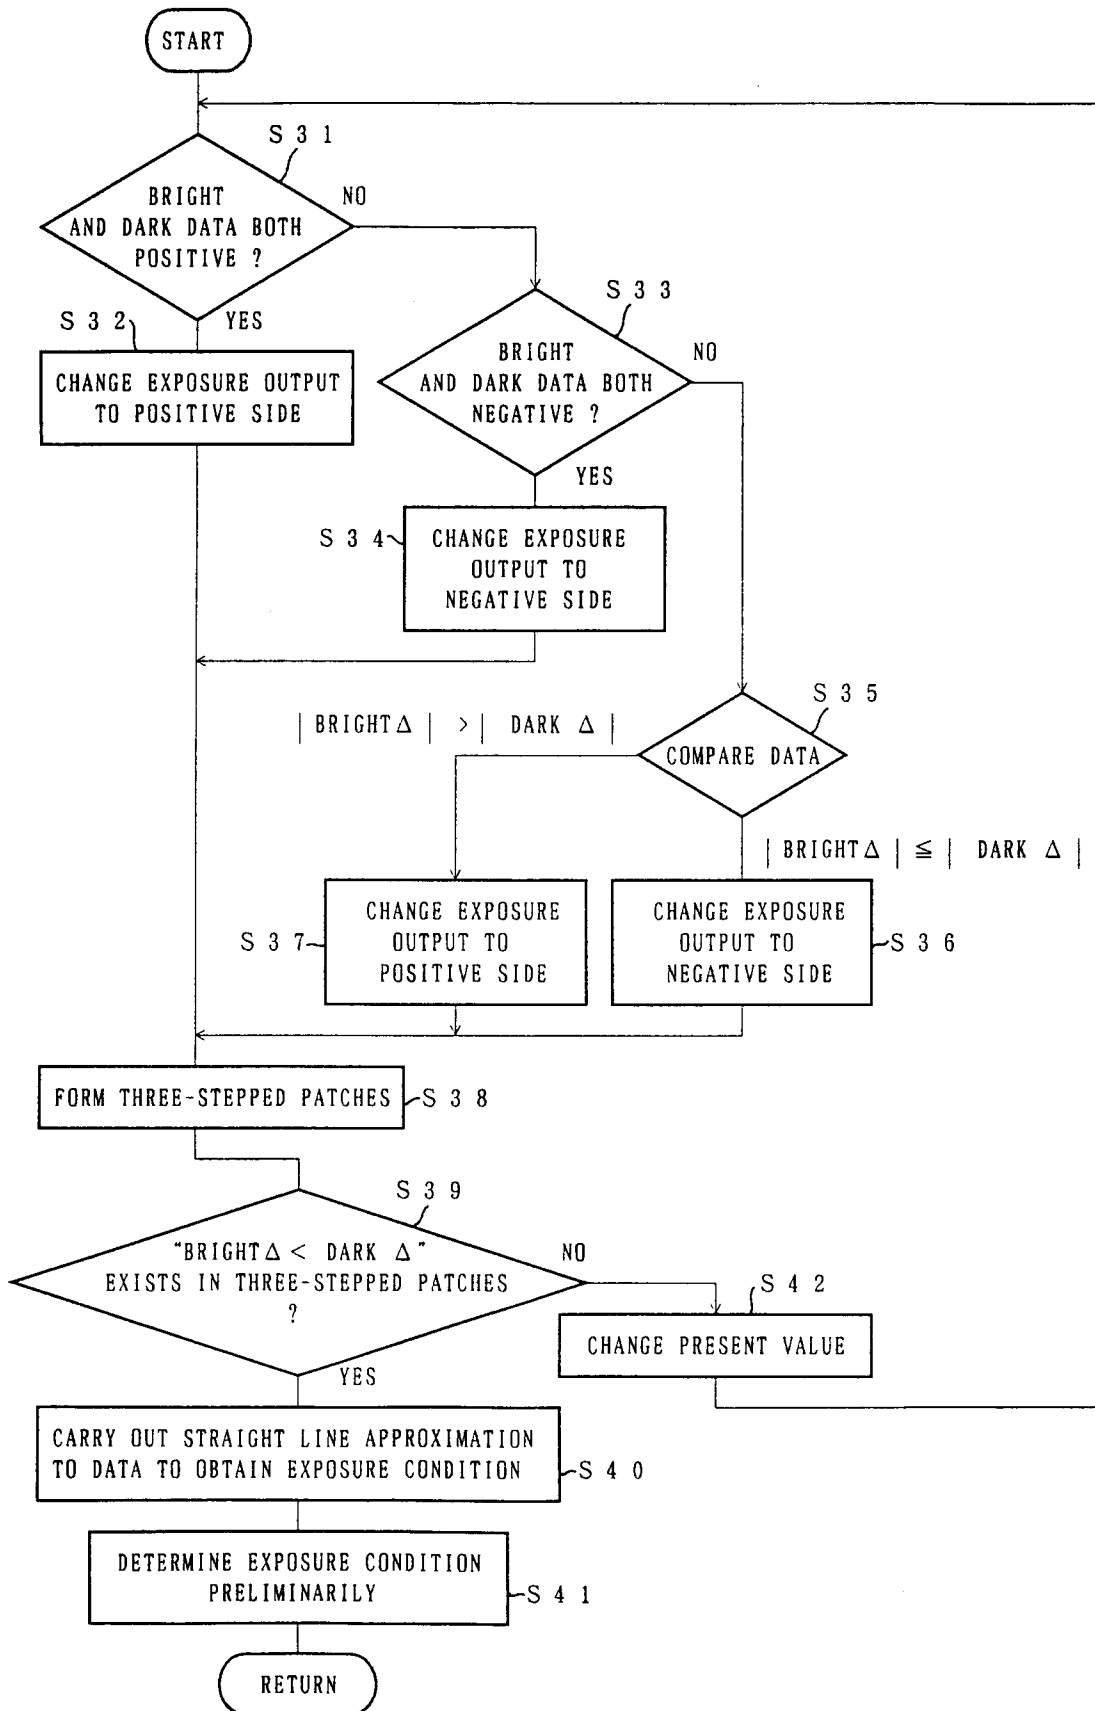 START
S31
BRIGHT
AND DARK DATA BOTH
POSITIVE ?
NO
YES
S32
CHANGE EXPOSURE OUTPUT
TO POSITIVE SIDE
S33
BRIGHT
AND DARK DATA BOTH
NEGATIVE ?
NO
YES
S34
CHANGE EXPOSURE
OUTPUT TO
NEGATIVE SIDE
S35
COMPARE DATA
| BRIGHT Δ | > | DARK Δ |
| BRIGHT Δ | ≦ | DARK Δ |
S37
CHANGE EXPOSURE
OUTPUT TO
POSITIVE SIDE
CHANGE EXPOSURE
OUTPUT TO
NEGATIVE SIDE
S36
FORM THREE-STEPPED PATCHES
S38
S39
"BRIGHT Δ < DARK Δ"
EXISTS IN THREE-STEPPED PATCHES
?
NO
YES
S42
CHANGE PRESENT VALUE
CARRY OUT STRAIGHT LINE APPROXIMATION
TO DATA TO OBTAIN EXPOSURE CONDITION
S40
DETERMINE EXPOSURE CONDITION
PRELIMINARILY
S41
RETURN